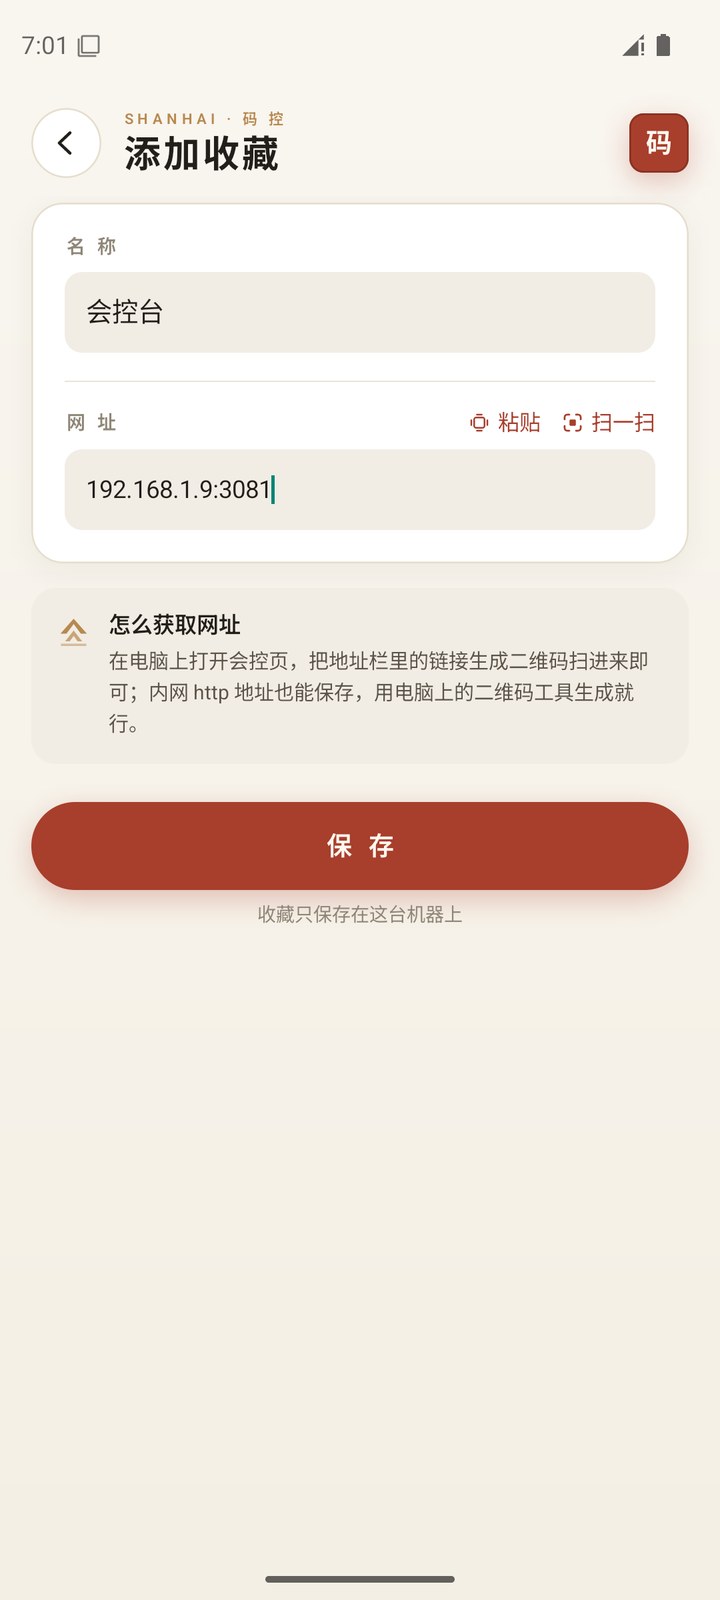 7:01
SHANHAI · 码 控
添加收藏
码
名 称
会控台
网 址
粘贴
扫一扫
192.168.1.9:3081
怎么获取网址
在电脑上打开会控页，把地址栏里的链接生成二维码扫进来即
可；内网 http 地址也能保存，用电脑上的二维码工具生成就
行。
保 存
收藏只保存在这台机器上